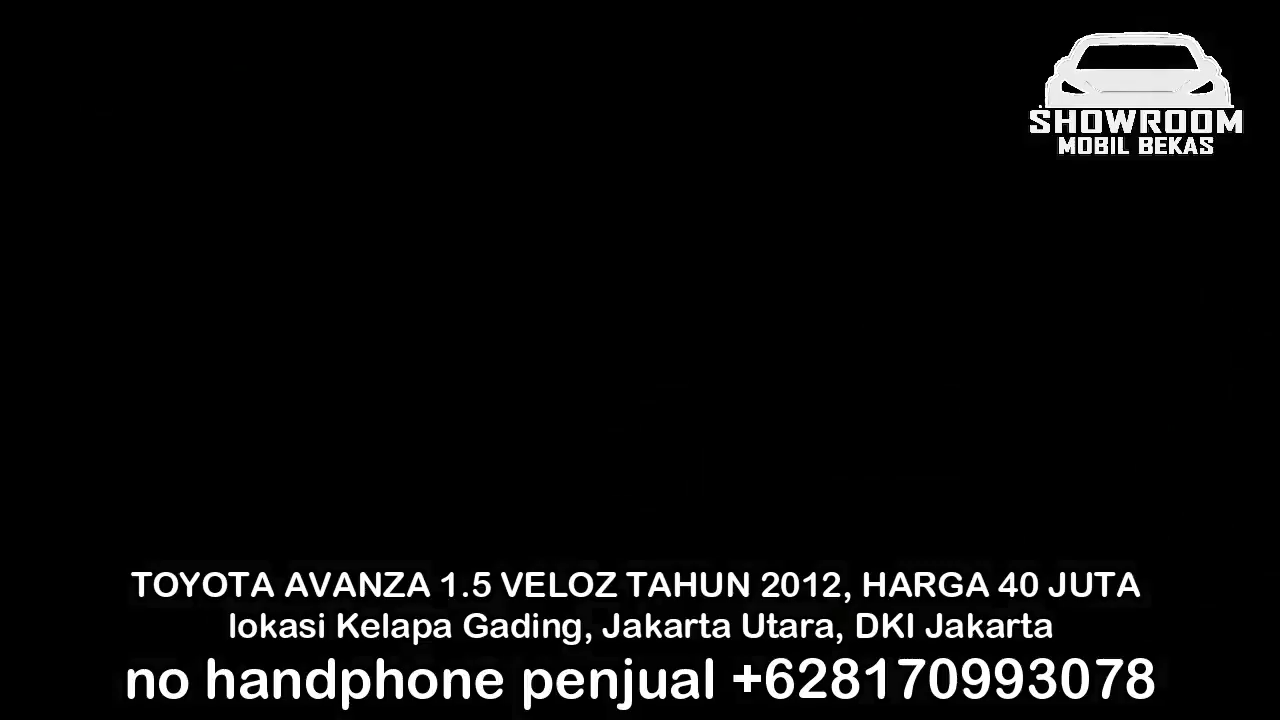 SHOWROOM
MOBIL BEKAS
TOYOTA AVANZA 1.5 VELOZ TAHUN 2012, HARGA 40 JUTA
lokasi Kelapa Gading, Jakarta Utara, DKI Jakarta
no handphone penjual +628170993078